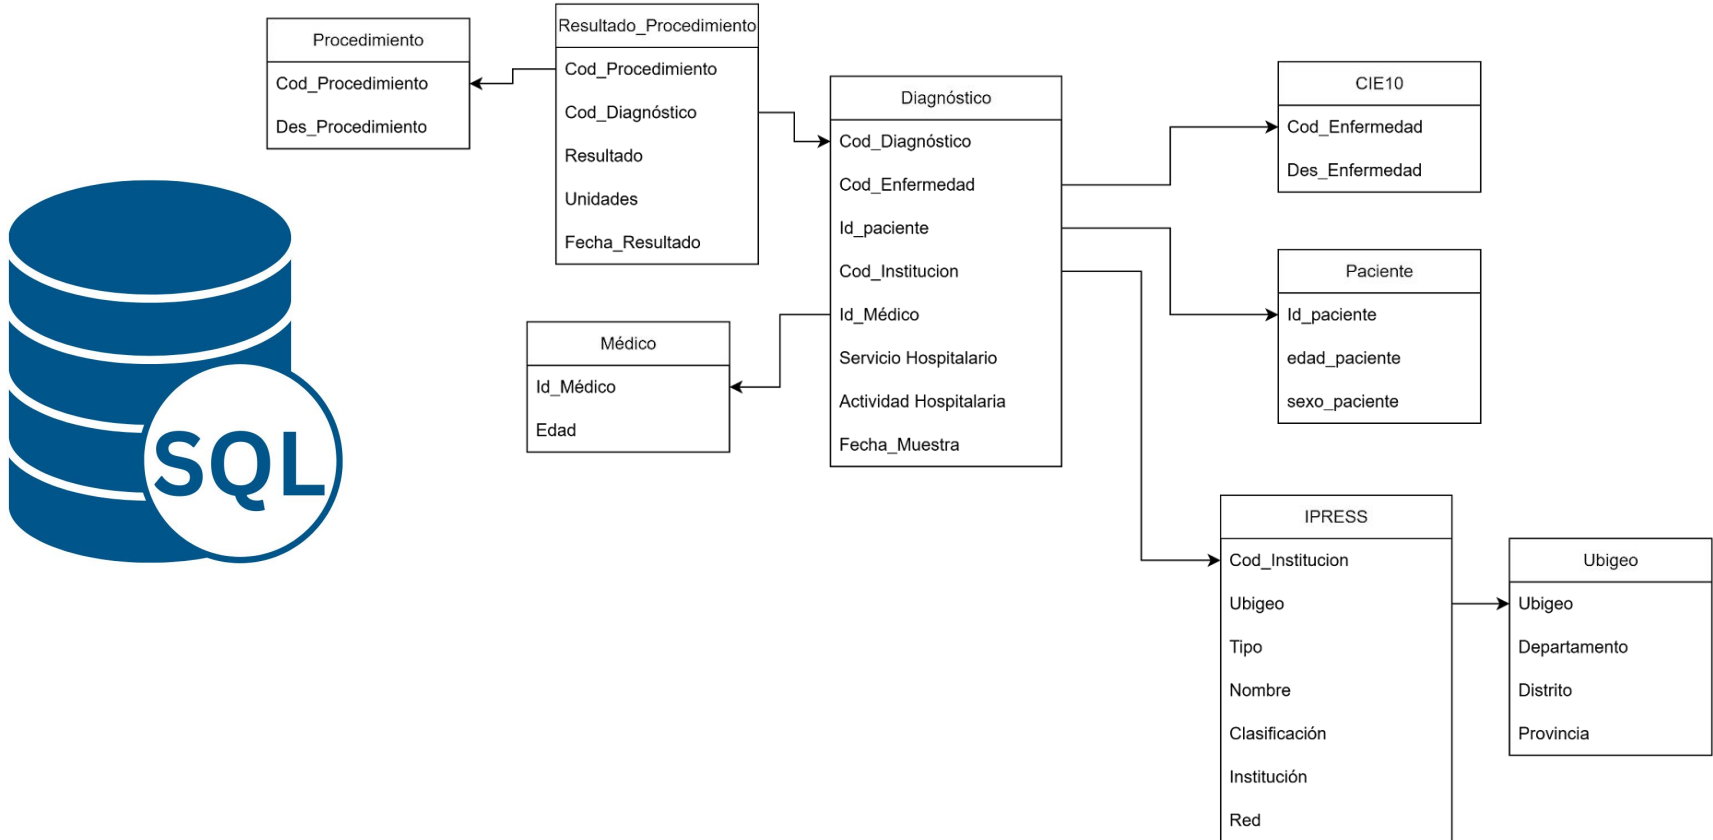 Procedimiento
Cod_Procedimiento
Des_Procedimiento
Resultado_Procedimiento
Cod_Procedimiento
Cod_Diagnóstico
Resultado
Unidades
Fecha_Resultado
Diagnóstico
Cod_Diagnóstico
Cod_Enfermedad
Id_paciente
Cod_Institucion
Id_Médico
Servicio Hospitalario
Actividad Hospitalaria
Fecha_Muestra
CIE10
Cod_Enfermedad
Des_Enfermedad
Paciente
Id_paciente
edad_paciente
sexo_paciente
Médico
Id_Médico
Edad
SQL
IPRESS
Cod_Institucion
Ubigeo
Tipo
Nombre
Clasificación
Institución
Red
Ubigeo
Ubigeo
Departamento
Distrito
Provincia